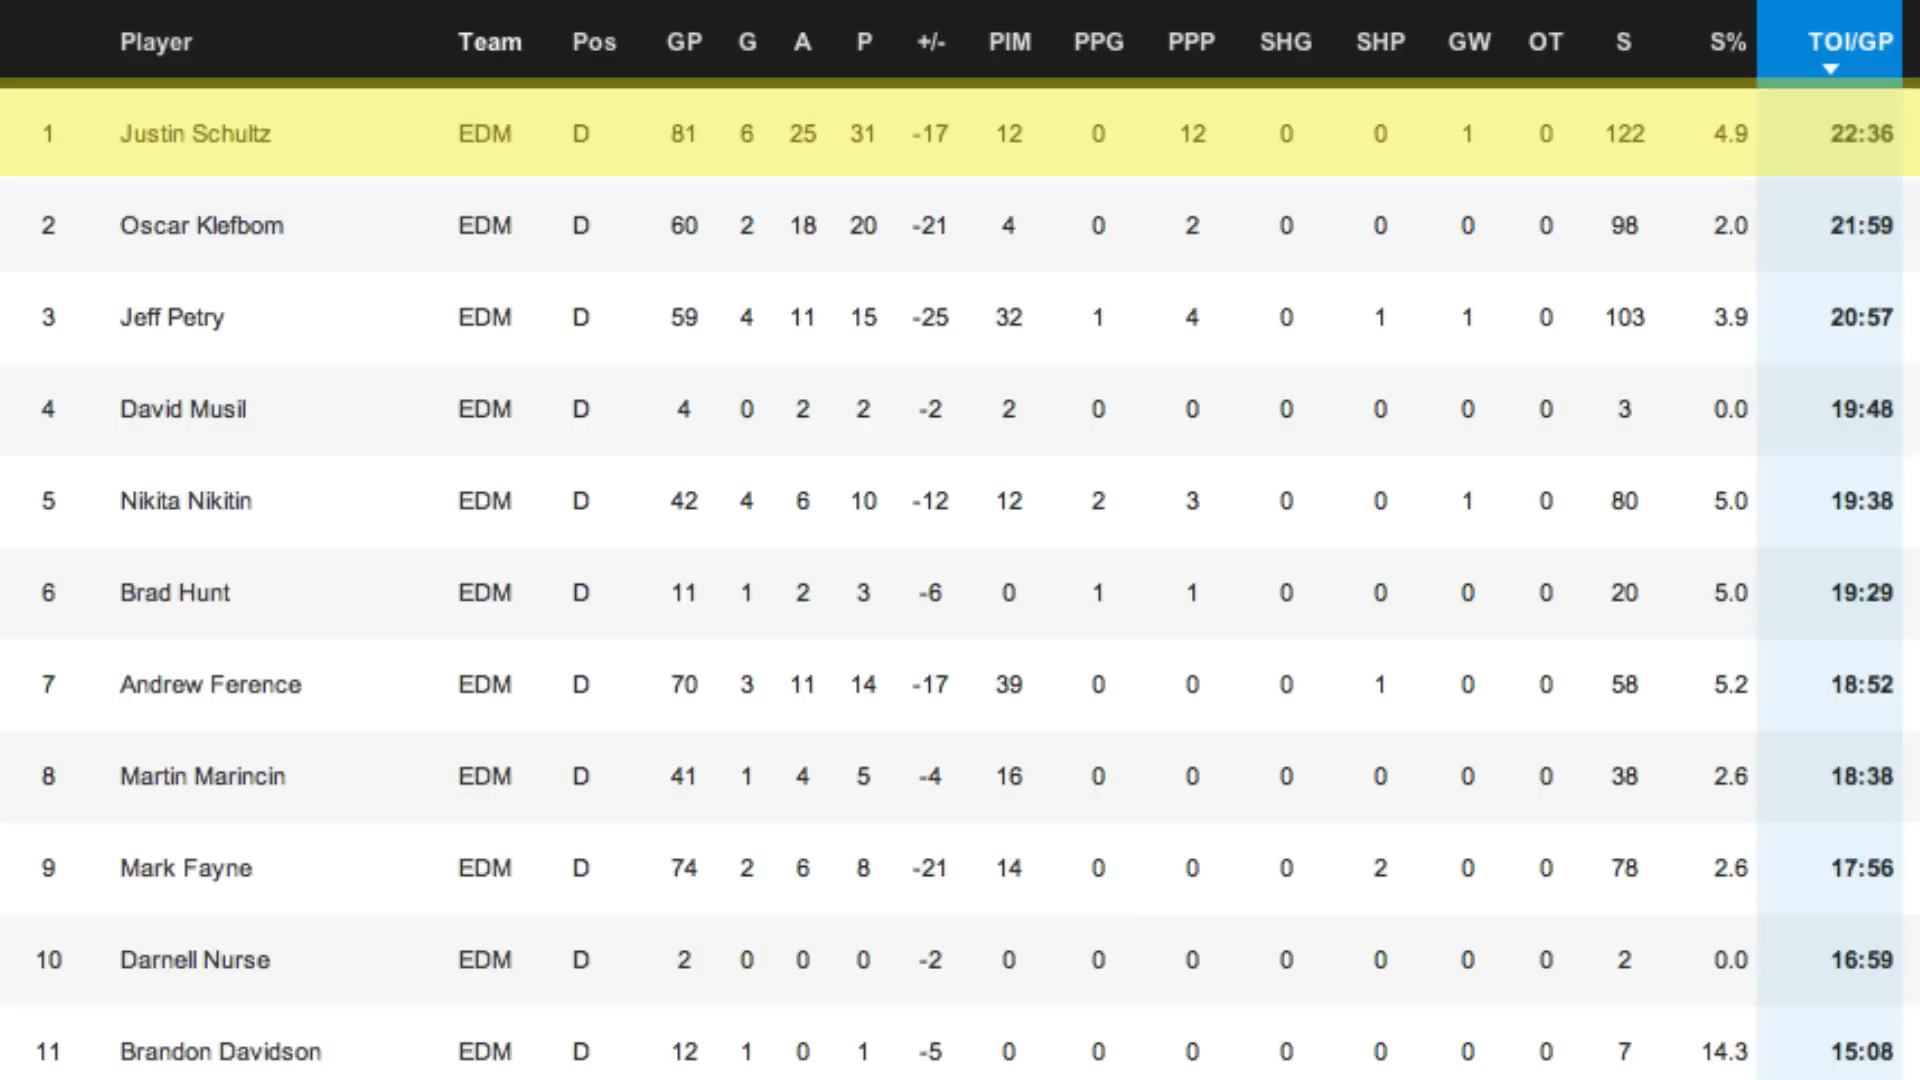 Player Team Pos GP G A P +/- PIM PPG PPP SHG SHP GW OT S S% TOI/GP
1 Justin Schultz EDM D 81 6 25 31 -17 12 0 12 0 0 1 0 122 4.9 22:36
2 Oscar Klefbom EDM D 60 2 18 20 -21 4 0 2 0 0 0 0 98 2.0 21:59
3 Jeff Petry EDM D 59 4 11 15 -25 32 1 4 0 1 1 0 103 3.9 20:57
4 David Musil EDM D 4 0 2 2 -2 2 0 0 0 0 0 0 3 0.0 19:48
5 Nikita Nikitin EDM D 42 4 6 10 -12 12 2 3 0 0 1 0 80 5.0 19:38
6 Brad Hunt EDM D 11 1 2 3 -6 0 1 1 0 0 0 0 20 5.0 19:29
7 Andrew Ference EDM D 70 3 11 14 -17 39 0 0 0 1 0 0 58 5.2 18:52
8 Martin Marincin EDM D 41 1 4 5 -4 16 0 0 0 0 0 0 38 2.6 18:38
9 Mark Fayne EDM D 74 2 6 8 -21 14 0 0 0 2 0 0 78 2.6 17:56
10 Darnell Nurse EDM D 2 0 0 0 -2 0 0 0 0 0 0 0 2 0.0 16:59
11 Brandon Davidson EDM D 12 1 0 1 -5 0 0 0 0 0 0 0 7 14.3 15:08